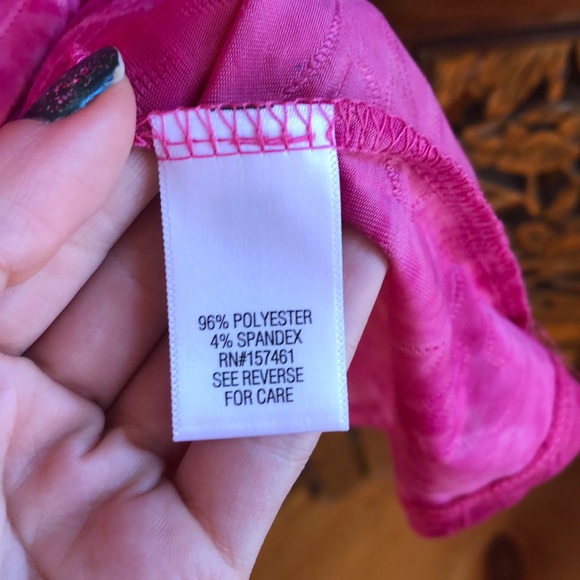 96% POLYESTER
4% SPANDEX
RN#157461
SEE REVERSE
FOR CARE